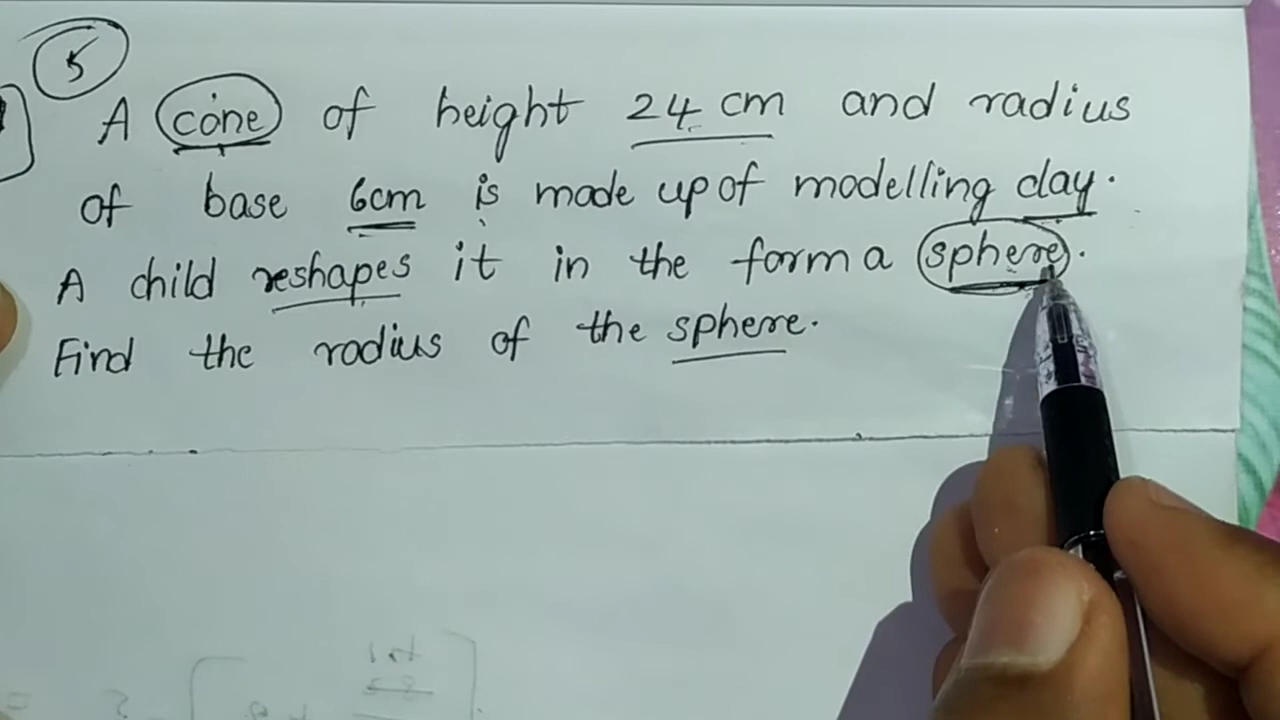 5
A cone of height 24 cm and radius
of base 6cm is made up of modelling clay.
A child reshapes it in the form a sphere.
Find the radius of the sphere.